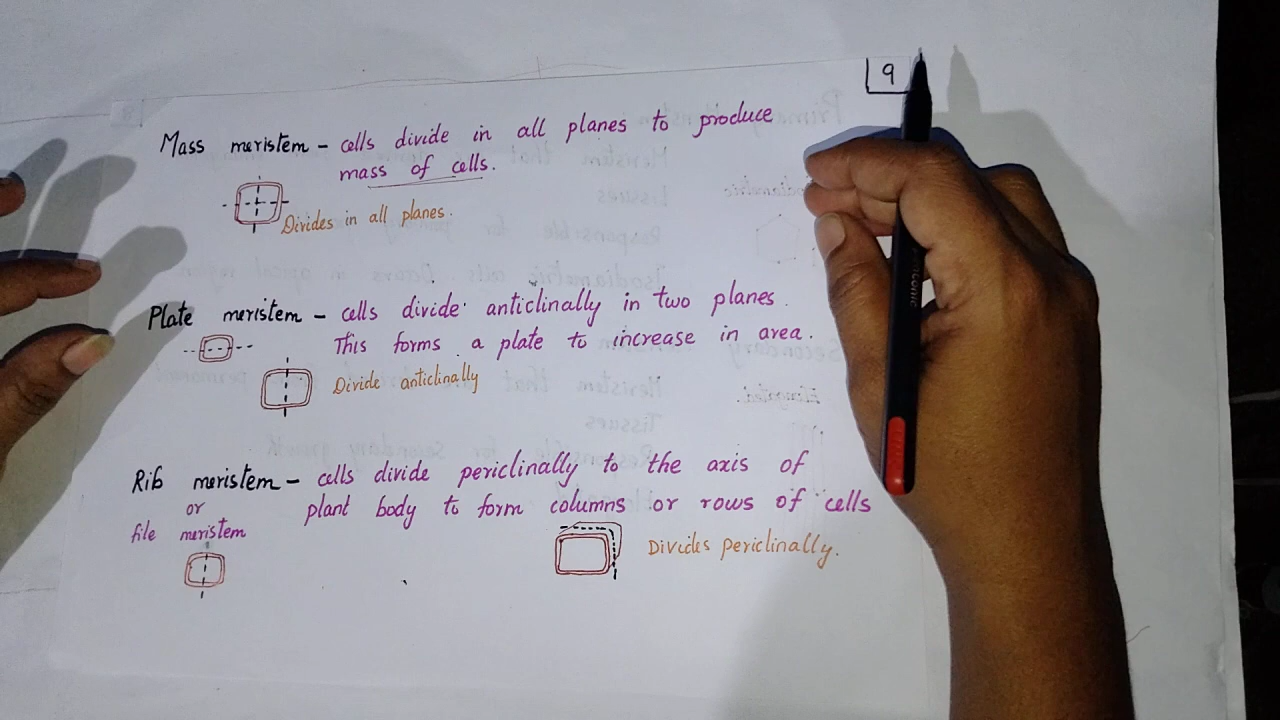 9
Mass meristem - cells divide in all planes to produce
mass of cells.
Divides in all planes.
Plate meristem - cells divide anticlinally in two planes.
This forms a plate to increase in area.
Divide anticlinally
Rib meristem - cells divide periclinally to the axis of
or plant body to form columns or rows of cells
file meristem
Divides periclinally.